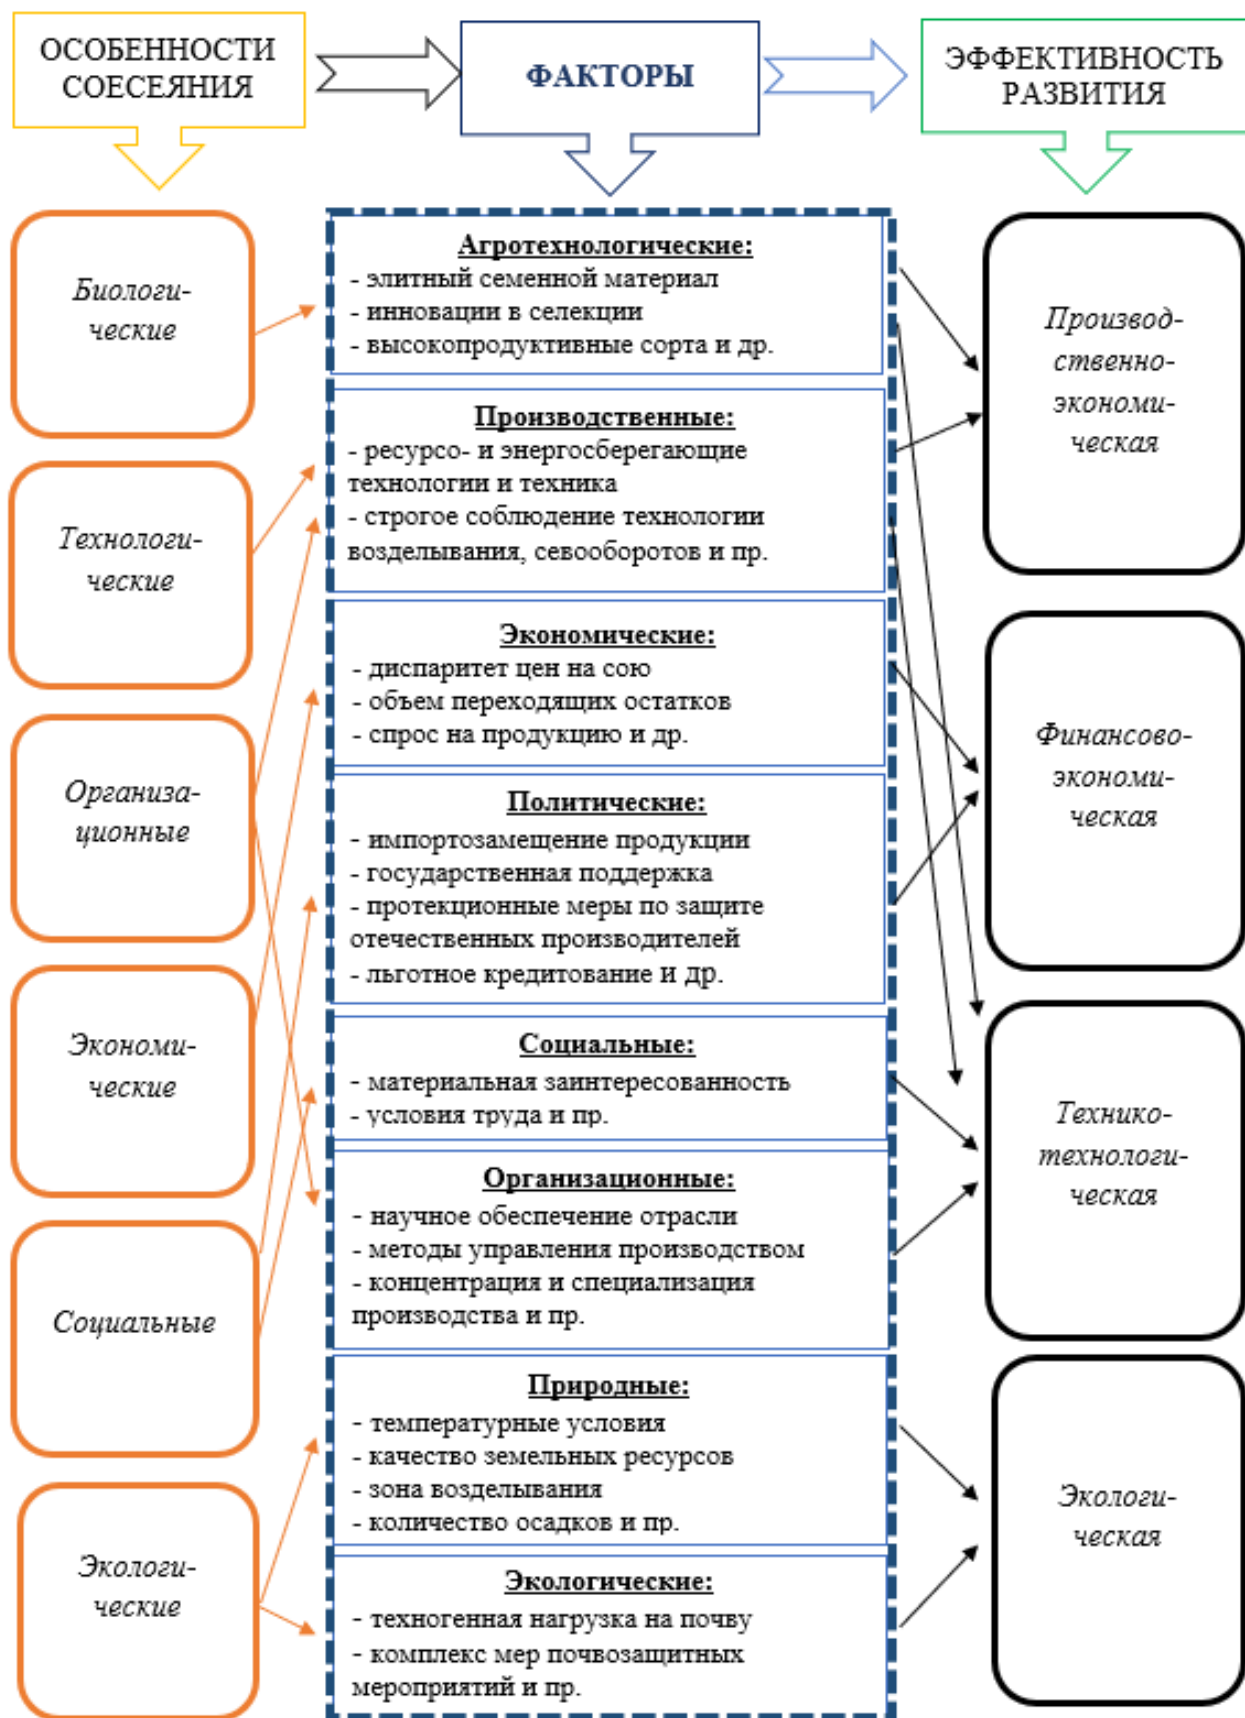 ОСОБЕННОСТИ
СОЕСЕЯНИЯ
ФАКТОРЫ
ЭФФЕКТИВНОСТЬ
РАЗВИТИЯ
Биологи-
ческие
Технологи-
ческие
Организа-
ционные
Экономи-
ческие
Социальные
Экологи-
ческие
Агротехнологические:
- элитный семенной материал
- инновации в селекции
- высокопродуктивные сорта и др.
Производственные:
- ресурсо- и энергосберегающие
технологии и техника
- строгое соблюдение технологии
возделывания, севооборотов и пр.
Экономические:
- диспаритет цен на сою
- объем переходящих остатков
- спрос на продукцию и др.
Политические:
- импортозамещение продукции
- государственная поддержка
- протекционные меры по защите
отечественных производителей
- льготное кредитование и др.
Социальные:
- материальная заинтересованность
- условия труда и пр.
Организационные:
- научное обеспечение отрасли
- методы управления производством
- концентрация и специализация
производства и пр.
Природные:
- температурные условия
- качество земельных ресурсов
- зона возделывания
- количество осадков и пр.
Экологические:
- техногенная нагрузка на почву
- комплекс мер почвозащитных
мероприятий и пр.
Производ-
ственно-
экономи-
ческая
Финансово-
экономи-
ческая
Технико-
технологи-
ческая
Экологи-
ческая